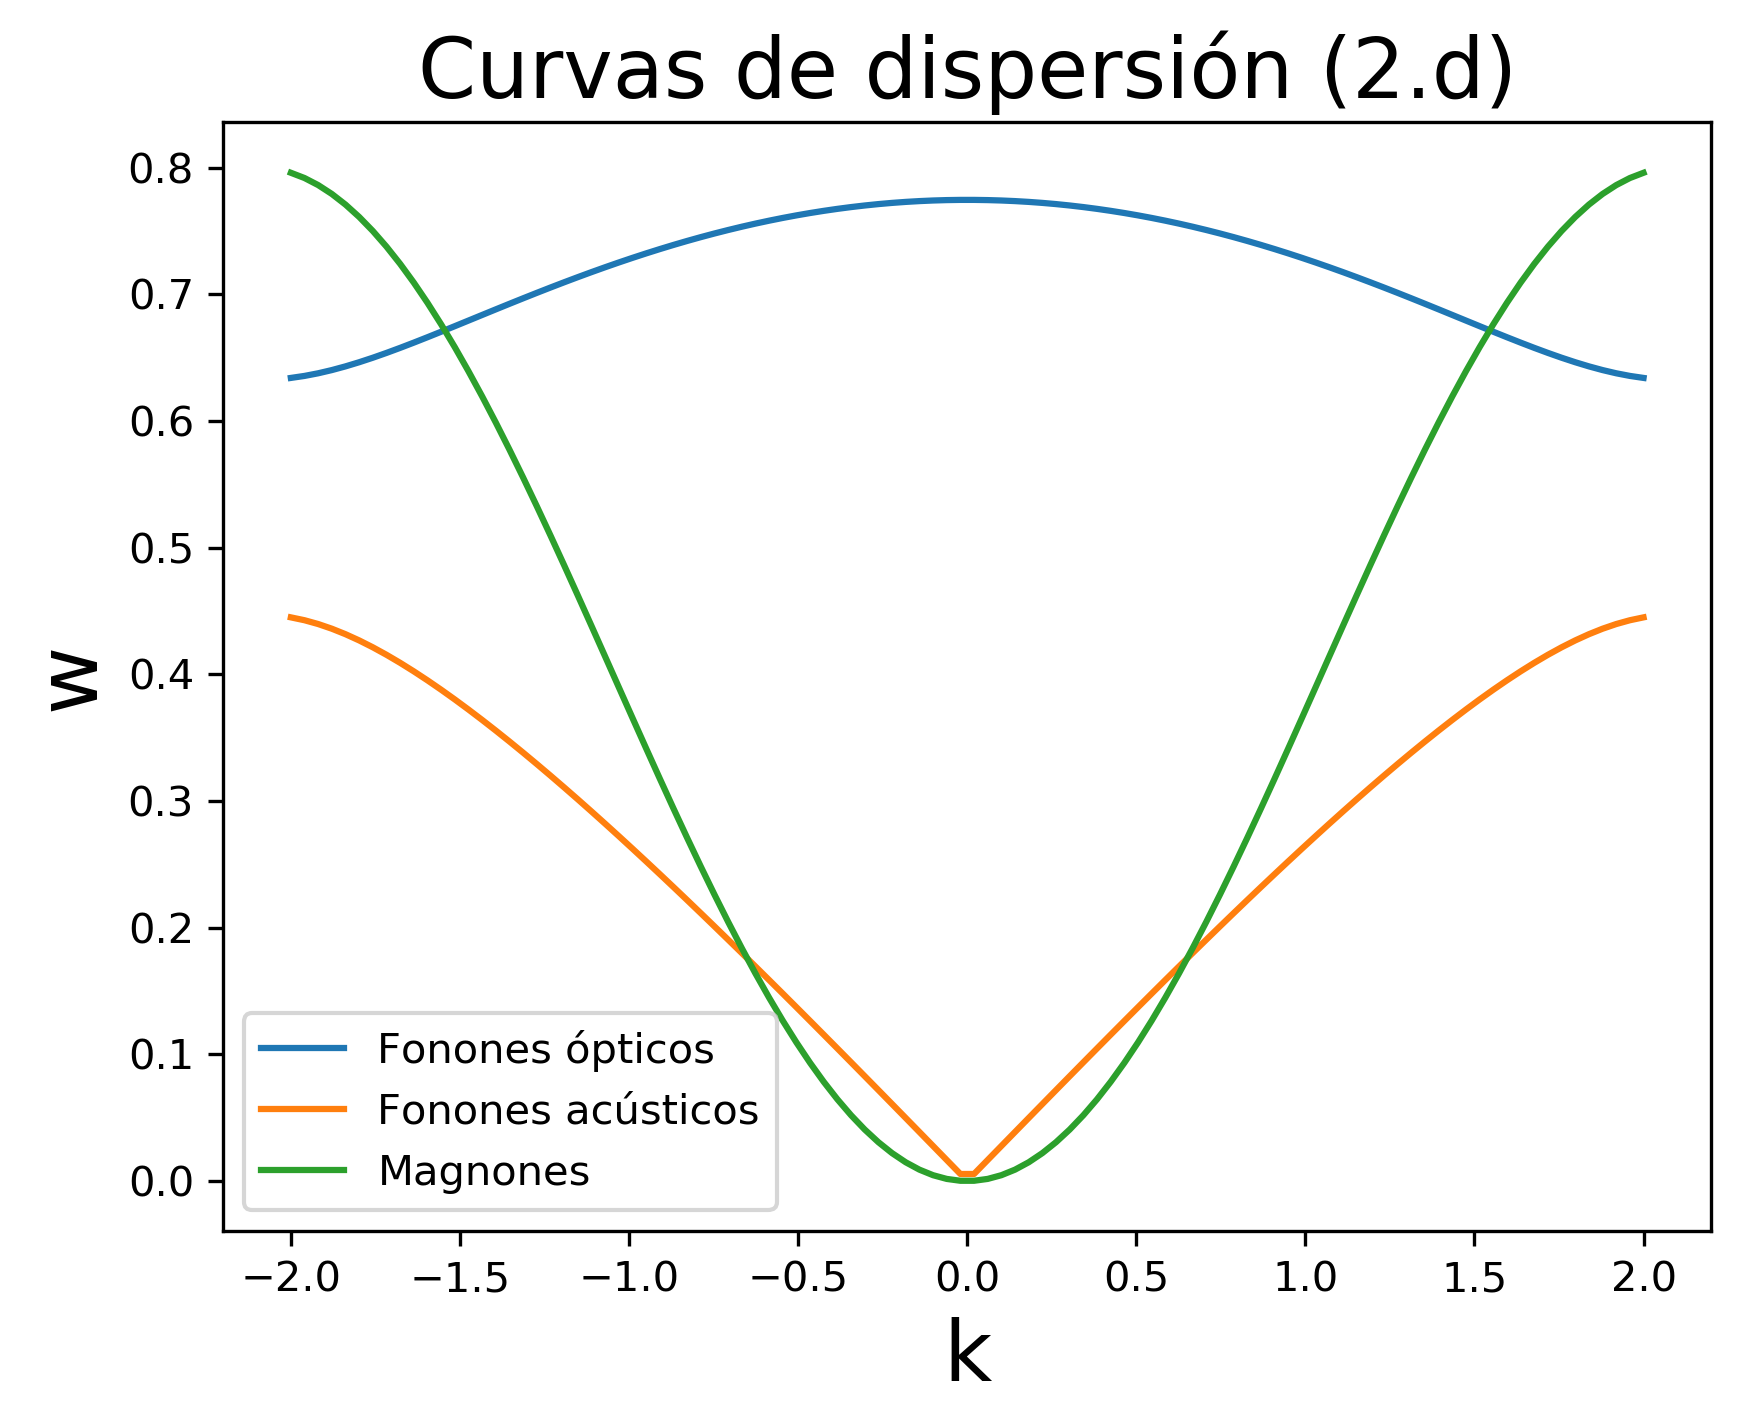 Curvas de dispersión (2.d)
0.8
0.7
0.6
0.5
0.4
0.3
0.2
0.1
0.0
w
Fonones ópticos
Fonones acústicos
Magnones
−2.0 −1.5 −1.0 −0.5 0.0 0.5 1.0 1.5 2.0
k